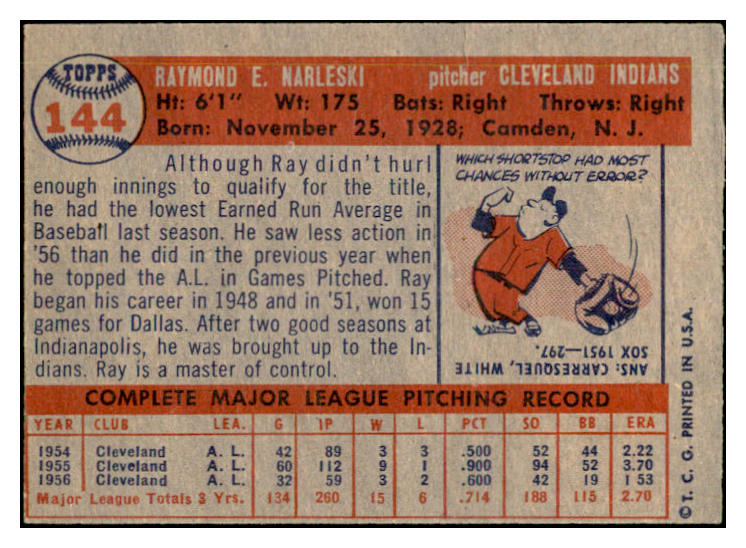 TOPPS
144
RAYMOND E. NARLESKI pitcher CLEVELAND INDIANS
Ht: 6'1" Wt: 175 Bats: Right Throws: Right
Born: November 25, 1928; Camden, N. J.
Although Ray didn't hurl
enough innings to qualify for the title,
he had the lowest Earned Run Average in
Baseball last season. He saw less action in
'56 than he did in the previous year when
he topped the A.L. in Games Pitched. Ray
began his career in 1948 and in '51, won 15
games for Dallas. After two good seasons at
Indianapolis, he was brought up to the In-
dians. Ray is a master of control.
WHICH SHORTSTOP HAD MOST
CHANCES WITHOUT ERROR?
ANS: CARRESQUEL, WHITE
SOX 1951—297.
COMPLETE MAJOR LEAGUE PITCHING RECORD
YEAR CLUB LEA. G IP W L PCT SO BB ERA
1954 Cleveland A. L. 42 89 3 3 .500 52 44 2.22
1955 Cleveland A. L. 60 112 9 1 .900 94 52 3.70
1956 Cleveland A. L. 32 59 3 2 .600 42 19 1 53
Major League Totals 3 Yrs. 134 260 15 6 .714 188 115 2.70
© T. C. G. PRINTED IN U.S.A.